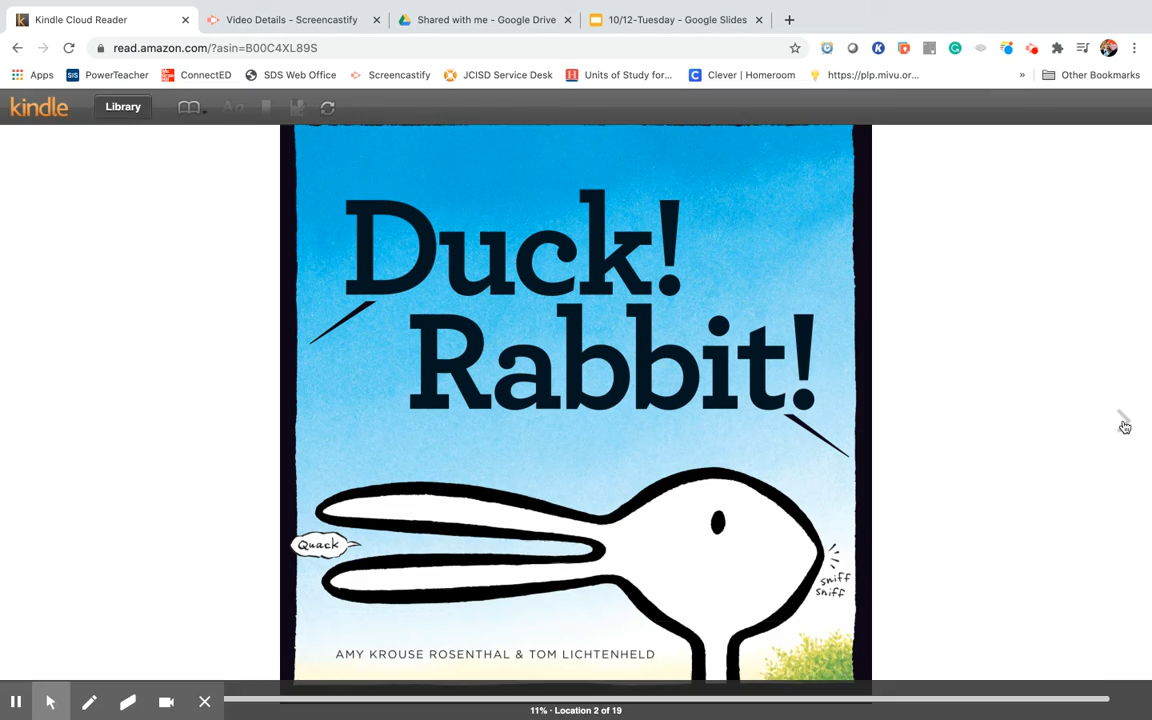 Kindle Cloud Reader
Video Details - Screencastify
Shared with me - Google Drive
10/12-Tuesday - Google Slides
read.amazon.com/?asin=B00C4XL89S
Apps
SIS PowerTeacher
ConnectED
SDS Web Office
Screencastify
JCISD Service Desk
Units of Study for...
Clever | Homeroom
https://plp.mivu.or...
»
Other Bookmarks
kindle
Library
Aa
Duck!
Rabbit!
Quack
sniff
sniff
AMY KROUSE ROSENTHAL & TOM LICHTENHELD
11% · Location 2 of 19